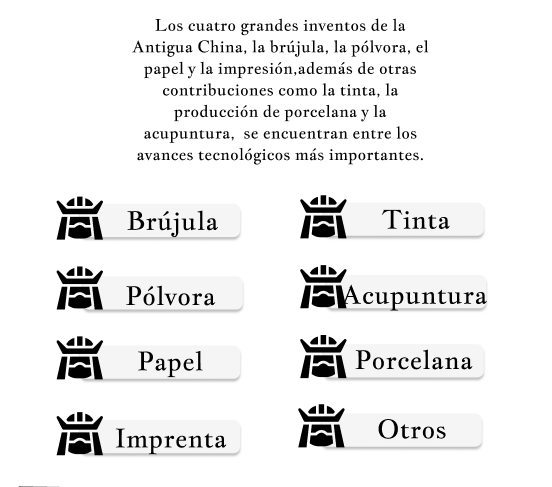 Los cuatro grandes inventos de la
Antigua China, la brújula, la pólvora, el
papel y la impresión,además de otras
contribuciones como la tinta, la
producción de porcelana y la
acupuntura,  se encuentran entre los
avances tecnológicos más importantes.
Brújula
Tinta
Pólvora
Acupuntura
Papel
Porcelana
Imprenta
Otros